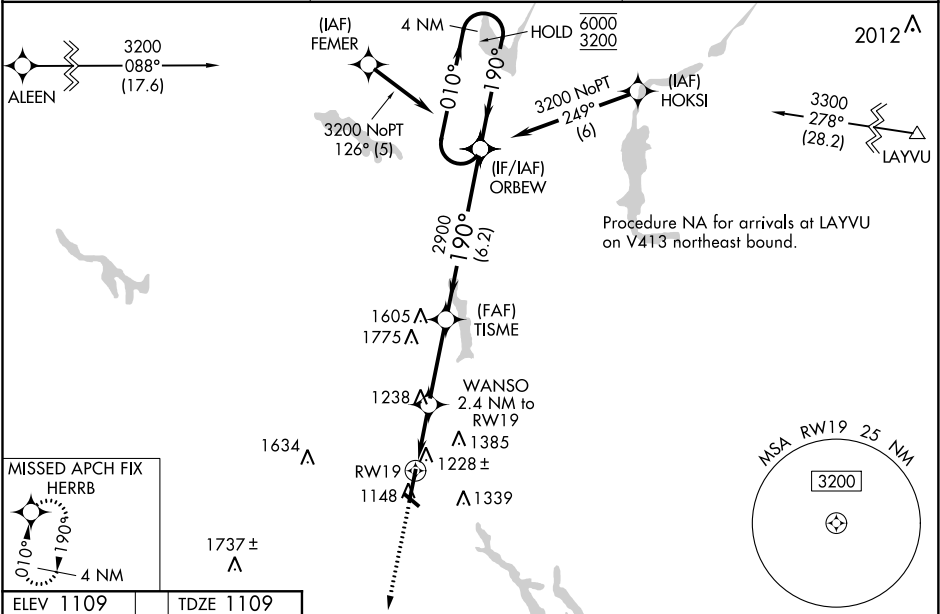 (IAF)
FEMER
4 NM
HOLD
6000
3200
2012
3200
088°
(17.6)
ALEEN
010°
190°
3200 NoPT
249°
(6)
(IAF)
HOKSI
3300
278°
(28.2)
LAYVU
3200 NoPT
126° (5)
(IF/IAF)
ORBEW
Procedure NA for arrivals at LAYVU
on V413 northeast bound.
2900
190°
(6.2)
1605
1775
(FAF)
TISME
1238
WANSO
2.4 NM to
RW19
1385
1634
1228 ±
RW19
1148
1339
MSA RW19 25 NM
3200
MISSED APCH FIX
HERRB
010°
190°
4 NM
1737 ±
ELEV 1109
TDZE 1109